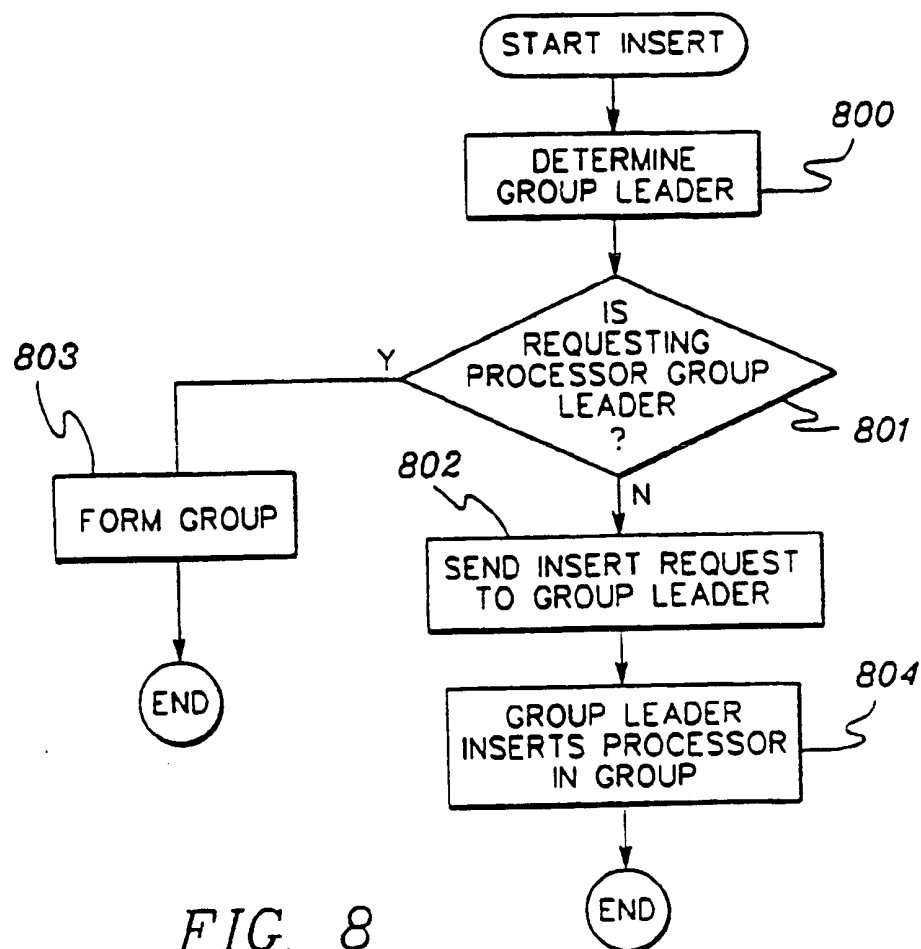 START INSERT
800
DETERMINE
GROUP LEADER
IS
REQUESTING
PROCESSOR GROUP
LEADER
?
801
Y
803
FORM GROUP
END
N
802
SEND INSERT REQUEST
TO GROUP LEADER
804
GROUP LEADER
INSERTS PROCESSOR
IN GROUP
END
FIG. 8